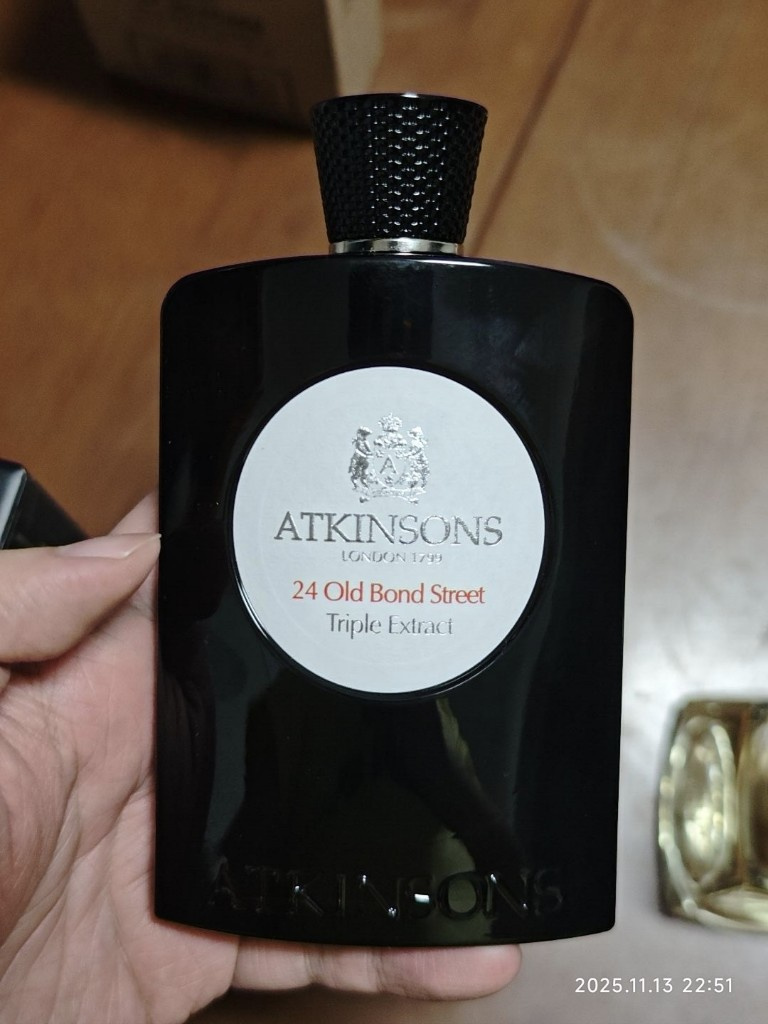 A
ATKINSONS
LONDON 1799
24 Old Bond Street
Triple Extract
ATKINSONS
2025.11.13 22:51